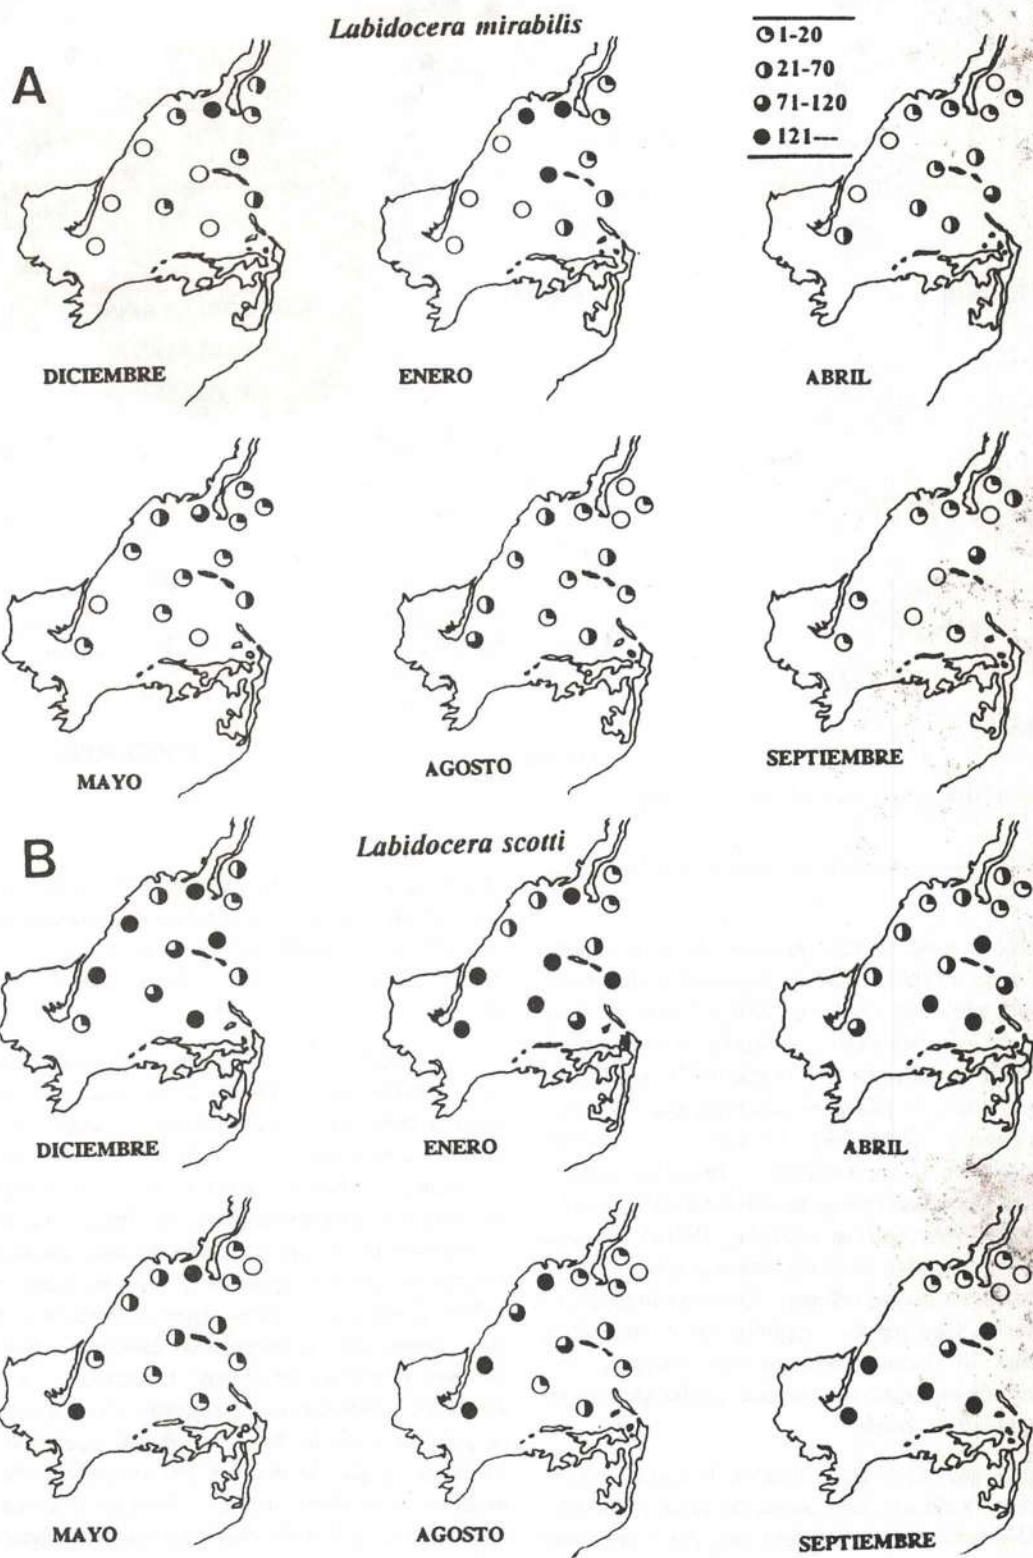 Labidocera mirabilis
A
1-20
21-70
71-120
121---
DICIEMBRE
ENERO
ABRIL
MAYO
AGOSTO
SEPTIEMBRE
B
Labidocera scotti
DICIEMBRE
ENERO
ABRIL
MAYO
AGOSTO
SEPTIEMBRE